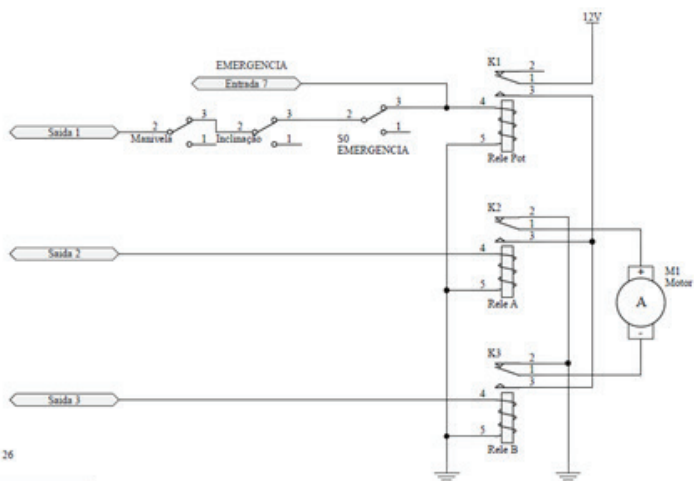 12V
EMERGENCIA
Entrada 7
K1
2
1
3
4
5
Rele Pot
Saida 1
2
3
1
Manivela
2
3
1
Inclinação
2
3
1
S0
EMERGENCIA
K2
2
1
3
Saida 2
4
5
Rele A
M1
Motor
+
A
-
K3
2
1
3
Saida 3
4
5
Rele B
26